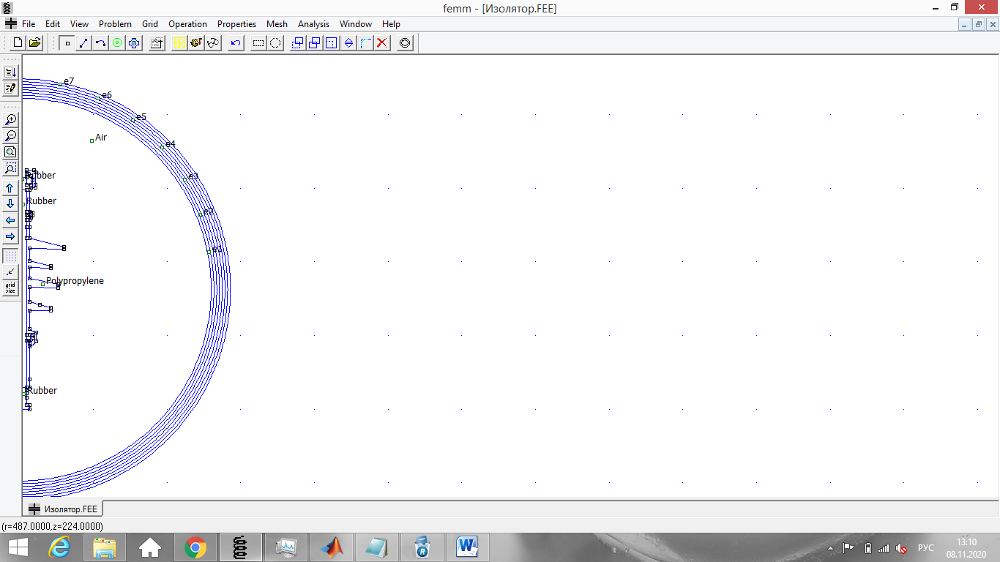 femm - [Изолятор.FEE]
File Edit View Problem Grid Operation Properties Mesh Analysis Window Help
e7
e6
e5
Air
e4
Rubber
e3
Rubber
e2
e1
Polypropylene
grid
size
Rubber
Изолятор.FEE
(r=487.0000,z=224.0000)
РУС
13:10
08.11.2020